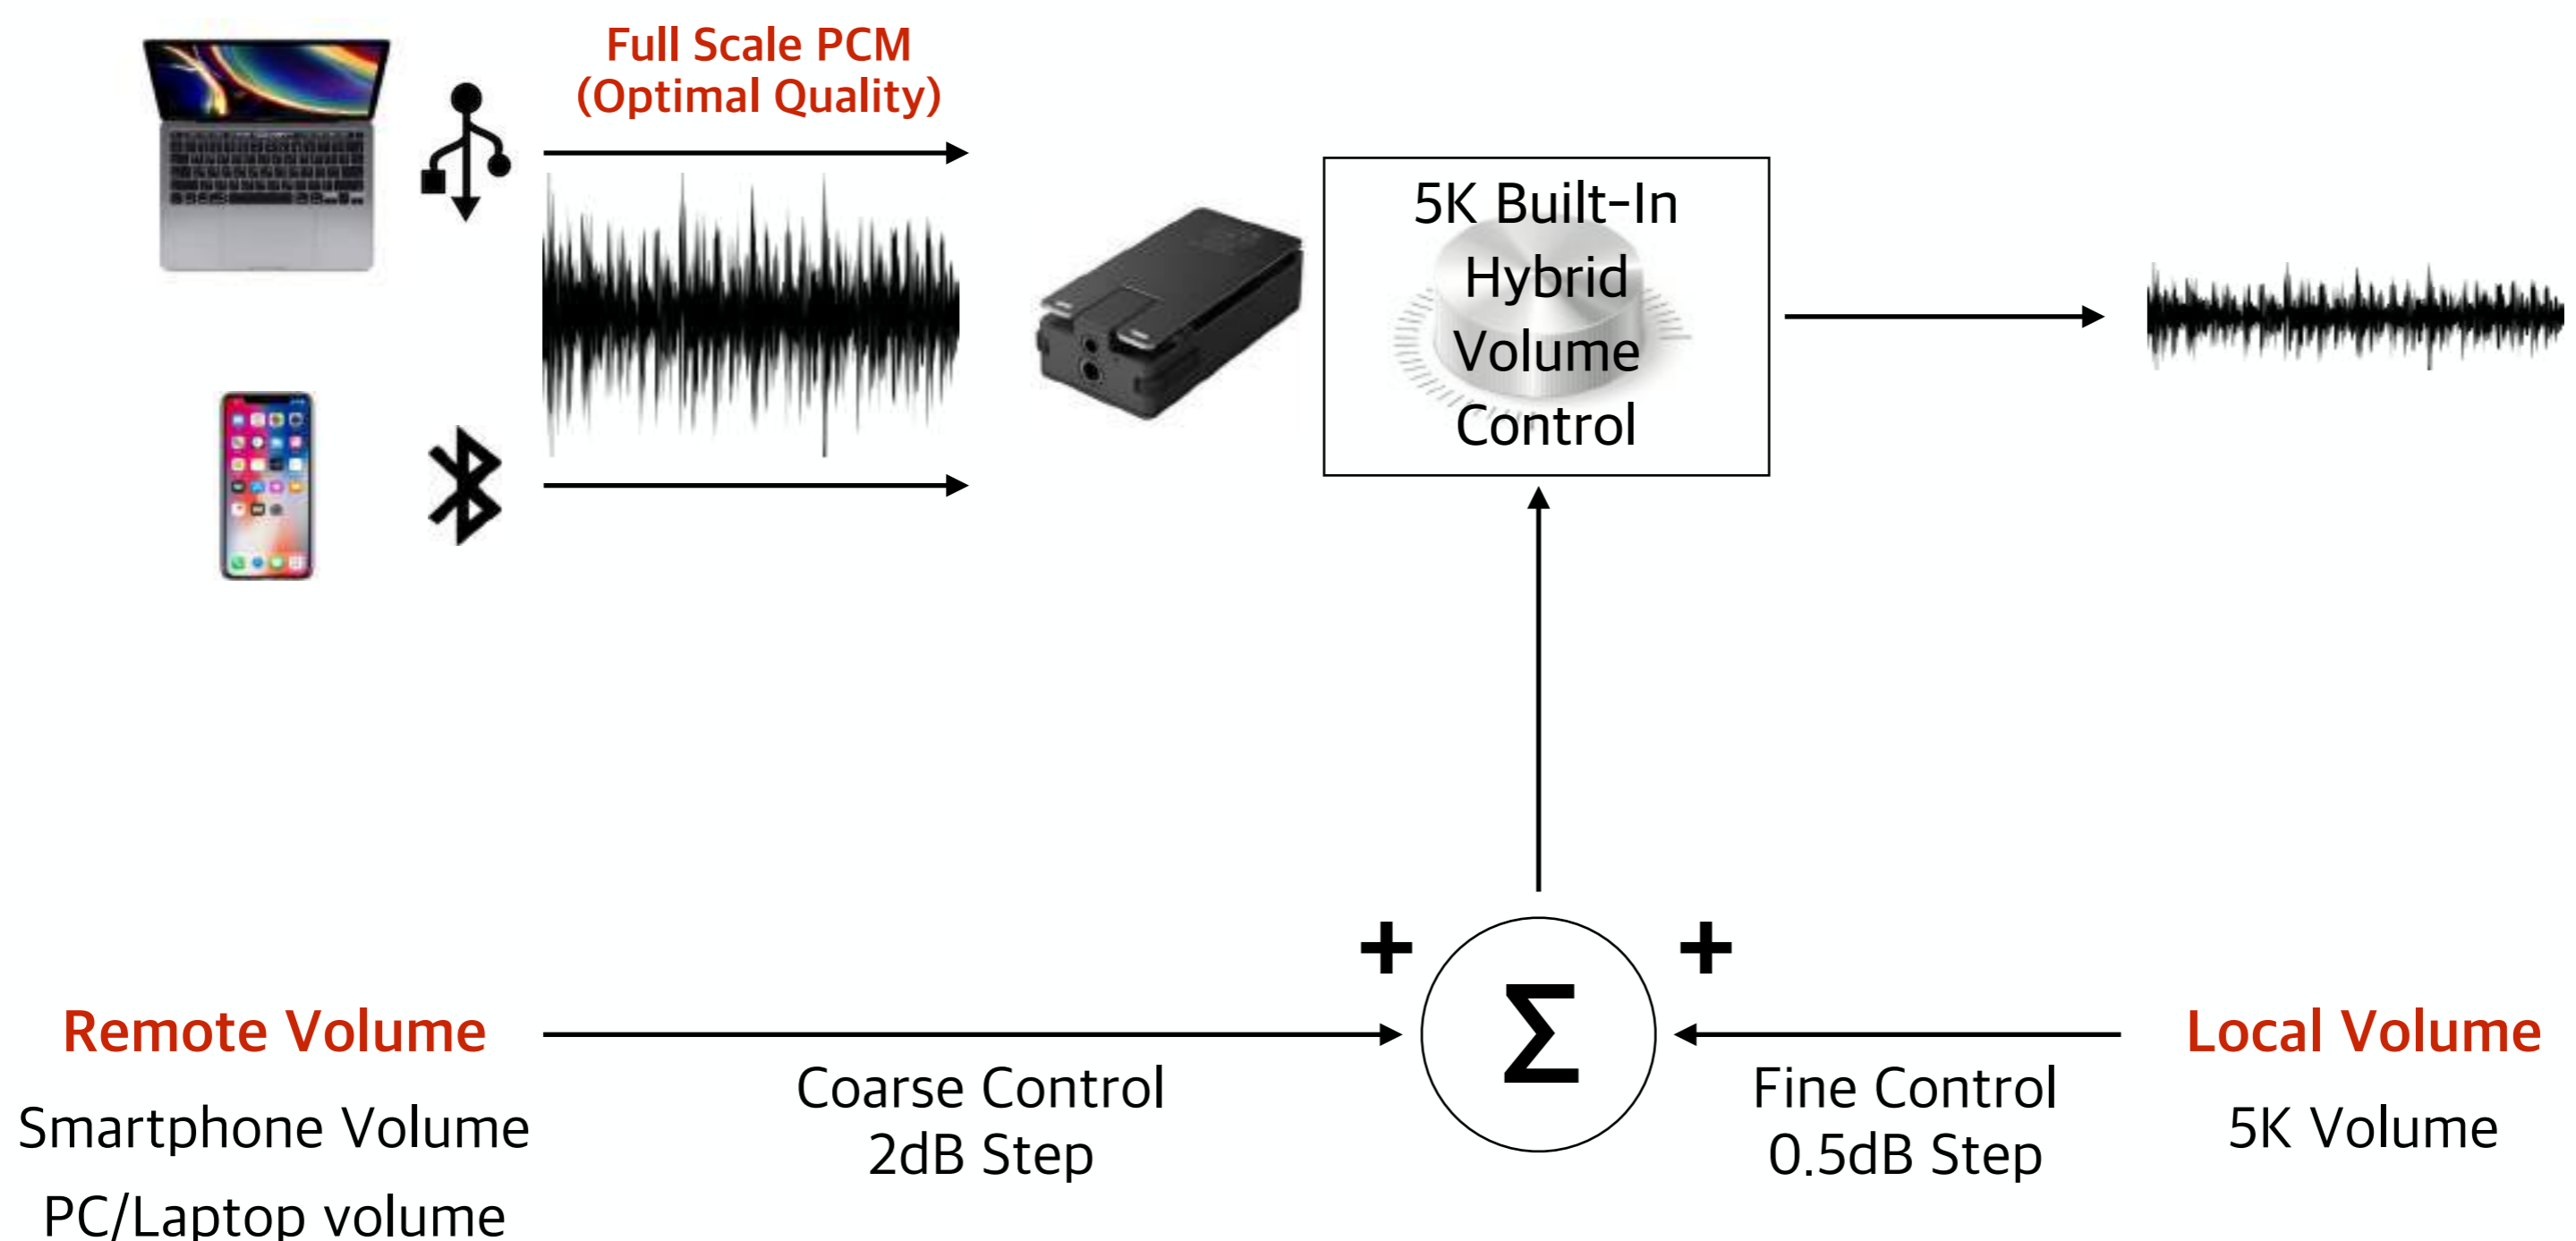 Full Scale PCM
(Optimal Quality)
5K Built-In
Hybrid
Volume
Control
+
+
Σ
Remote Volume
Smartphone Volume
PC/Laptop volume
Coarse Control
2dB Step
Fine Control
0.5dB Step
Local Volume
5K Volume